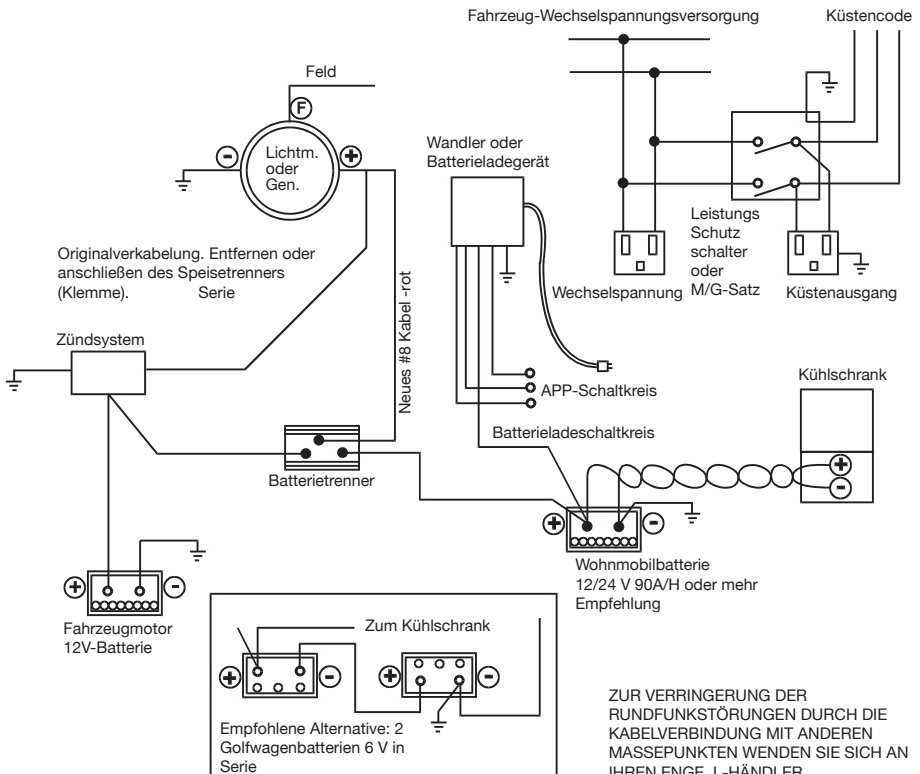 Fahrzeug-Wechselspannungsversorgung
Küstencode
Feld
F
Lichtm.
oder
Gen.
Wandler oder
Batterieladegerät
Originalverkabelung. Entfernen oder
anschließen des Speisetrenners
(Klemme). Serie
Leistungs
Schutz
schalter
oder
M/G-Satz
Wechselspannung
Küstenausgang
Zündsystem
Neues #8 Kabel -rot
APP-Schaltkreis
Kühlschrank
Batterieladeschaltkreis
Batterietrenner
Wohnmobilbatterie
12/24 V 90A/H oder mehr
Empfehlung
Fahrzeugmotor
12V-Batterie
Zum Kühlschrank
Empfohlene Alternative: 2
Golfwagenbatterien 6 V in
Serie
ZUR VERRINGERUNG DER
RUNDFUNKSTÖRUNGEN DURCH DIE
KABELVERBINDUNG MIT ANDEREN
MASSEPUNKTEN WENDEN SIE SICH AN
IHREN ENGEL-HÄNDLER